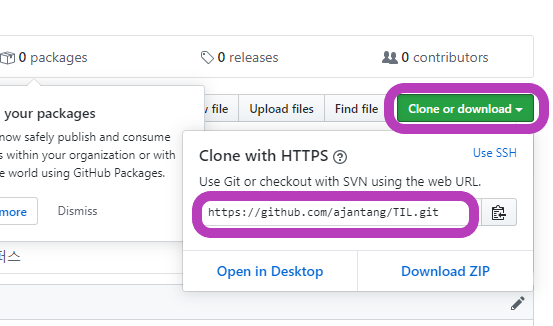 0 packages
0 releases
0 contributors
your packages
now safely publish and consume
s within your organization or with
e world using GitHub Packages.
more
Dismiss
v file
Upload files
Find file
Clone or download
Clone with HTTPS
Use SSH
Use Git or checkout with SVN using the web URL.
https://github.com/ajantang/TIL.git
Open in Desktop
Download ZIP
퍼스